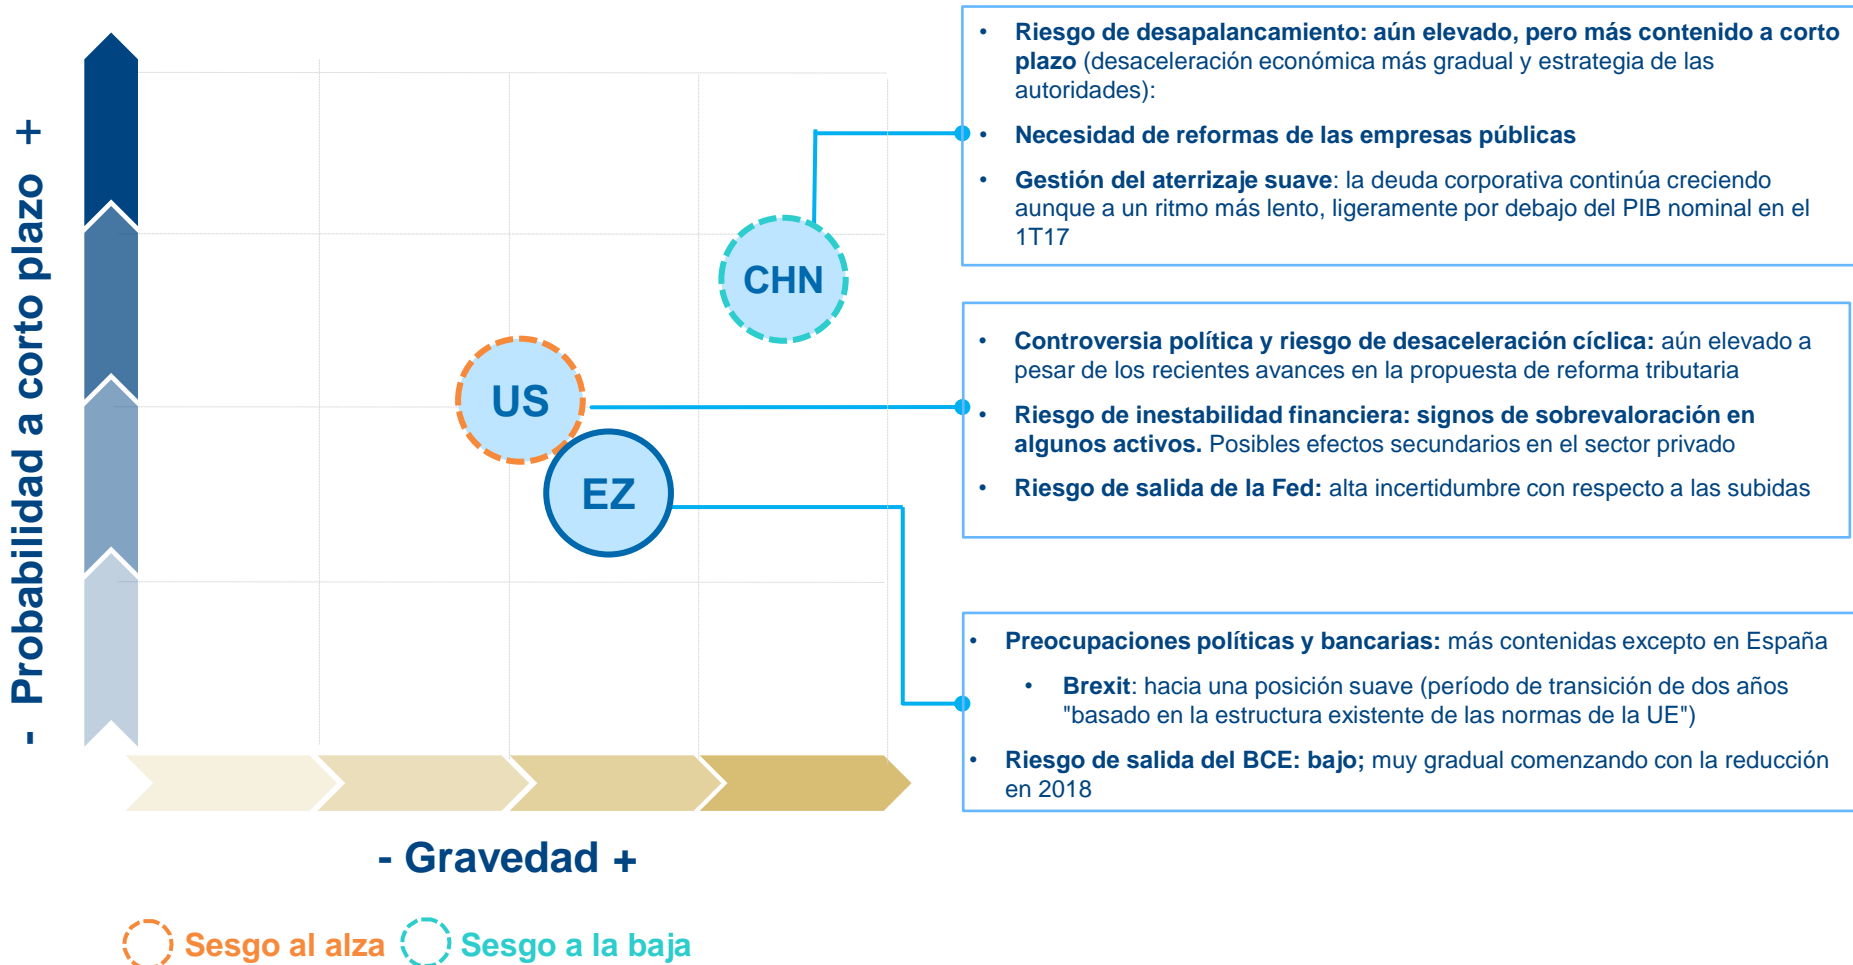 - Probabilidad a corto plazo +
• Riesgo de desapalancamiento: aún elevado, pero más contenido a corto
plazo (desaceleración económica más gradual y estrategia de las
autoridades):
• Necesidad de reformas de las empresas públicas
• Gestión del aterrizaje suave: la deuda corporativa continúa creciendo
aunque a un ritmo más lento, ligeramente por debajo del PIB nominal en el
1T17
CHN
US
EZ
• Controversia política y riesgo de desaceleración cíclica: aún elevado a
pesar de los recientes avances en la propuesta de reforma tributaria
• Riesgo de inestabilidad financiera: signos de sobrevaloración en
algunos activos. Posibles efectos secundarios en el sector privado
• Riesgo de salida de la Fed: alta incertidumbre con respecto a las subidas
• Preocupaciones políticas y bancarias: más contenidas excepto en España
• Brexit: hacia una posición suave (período de transición de dos años
"basado en la estructura existente de las normas de la UE")
• Riesgo de salida del BCE: bajo; muy gradual comenzando con la reducción
en 2018
- Gravedad +
Sesgo al alza
Sesgo a la baja